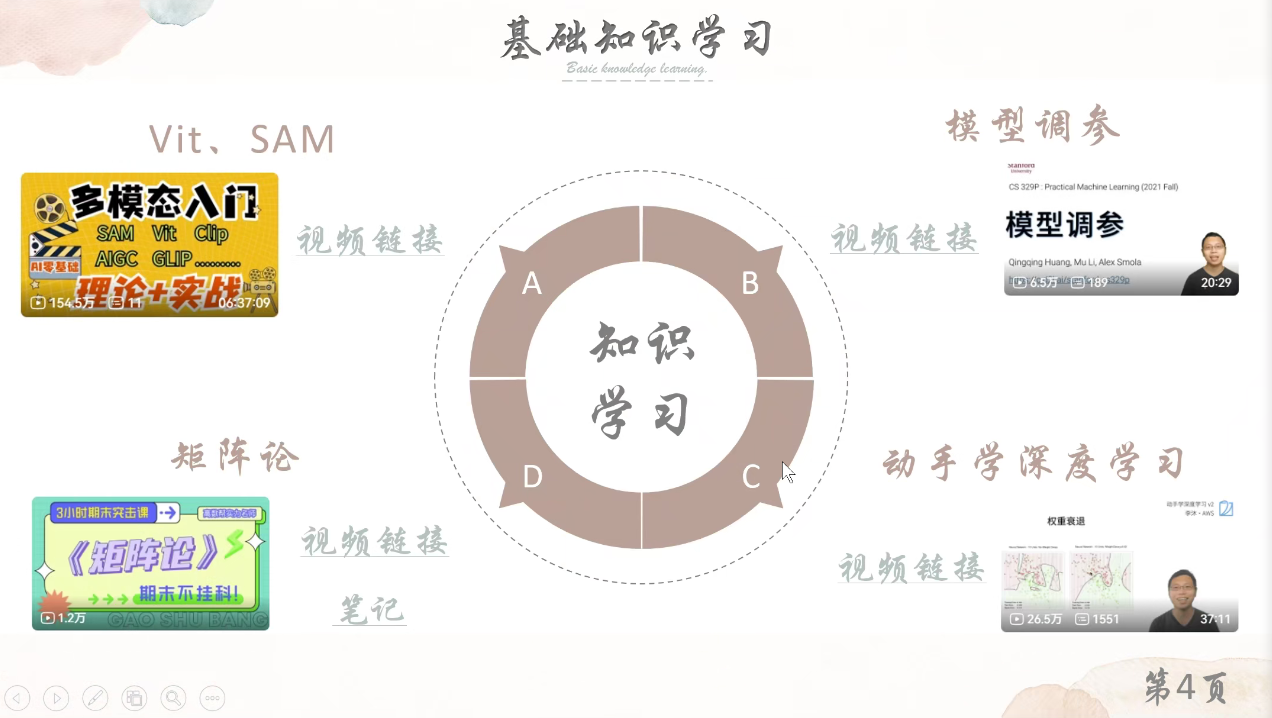 基础知识学习
Basic knowledge learning.
Vit、SAM
多模态入门
SAM Vit Clip
AIGC GLIP.........
AI零基础
理论+实战
154.5万 11 06:37:09
视频链接
模型调参
Stanford
University
CS 329P : Practical Machine Learning (2021 Fall)
模型调参
Qingqing Huang, Mu Li, Alex Smola
6.5万 189 20:29
视频链接
A
B
知识
学习
D
C
矩阵论
3小时期末突击课
《矩阵论》
期末不挂科!
GAO SHU BANG
1.2万
视频链接
笔记
动手学深度学习
动手学深度学习 v2
李沐・AWS
权重衰退
26.5万 1551 37:11
视频链接
第4页